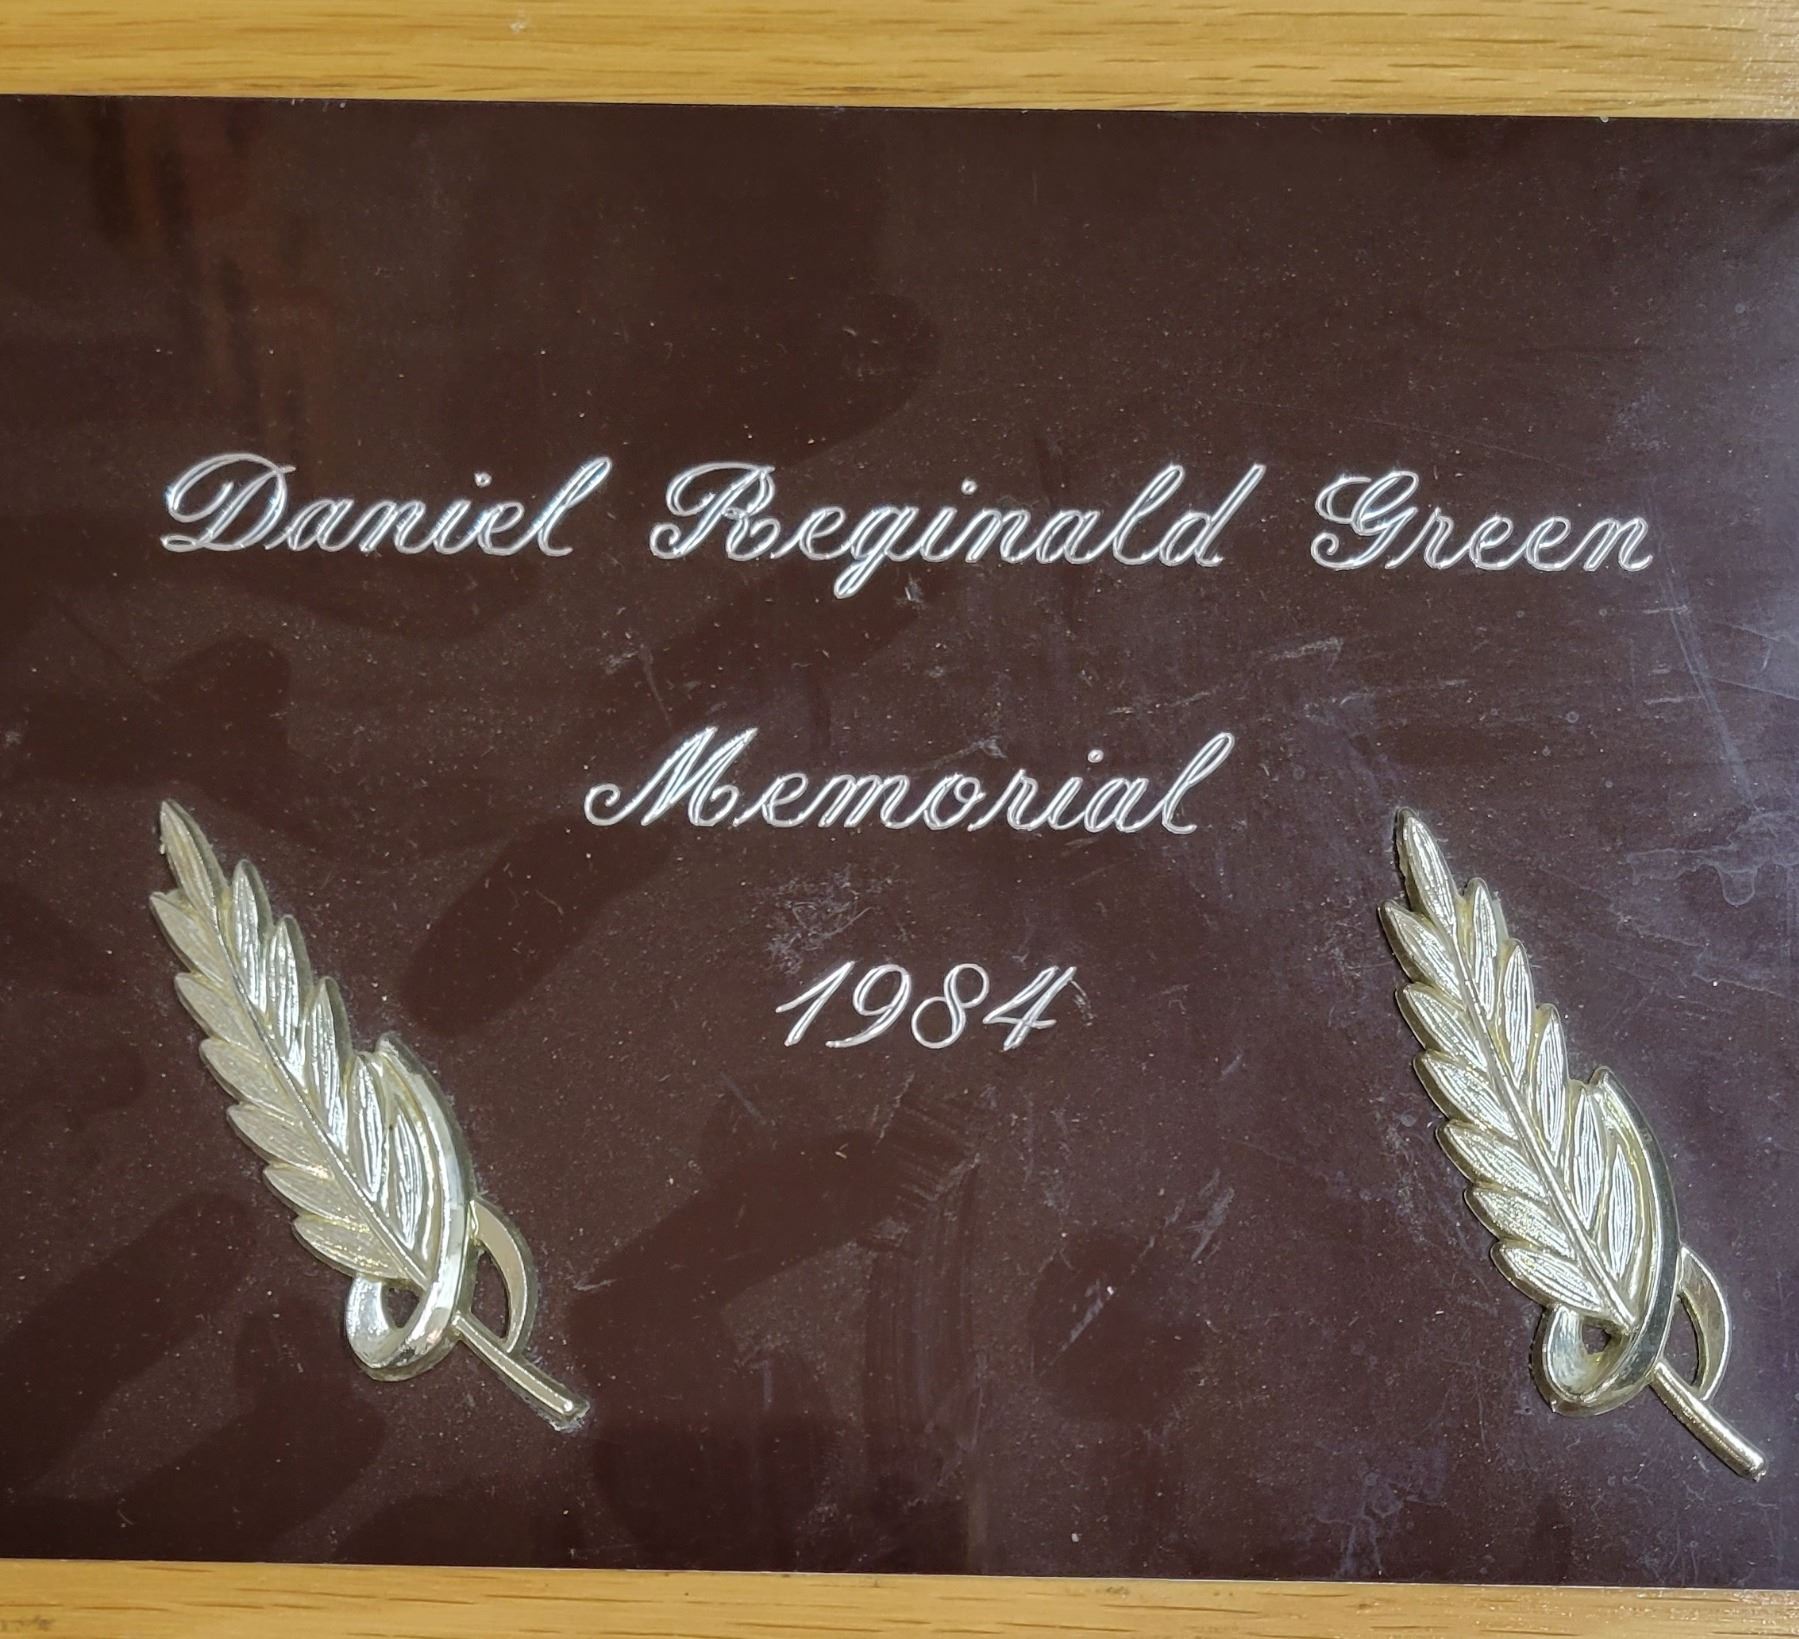 Daniel Reginald Green
Memorial
1984